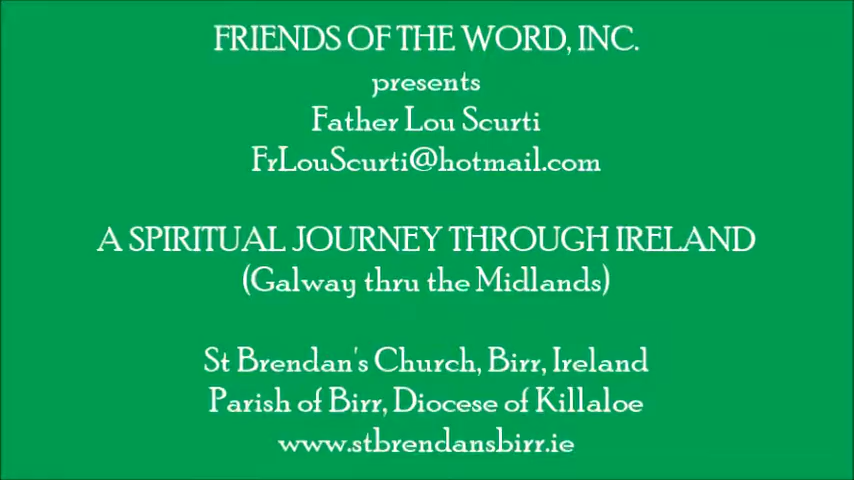 FRIENDS OF THE WORD, INC.
presents
Father Lou Scurti
FrLouScurti@hotmail.com
A SPIRITUAL JOURNEY THROUGH IRELAND
(Galway thru the Midlands)
St Brendan's Church, Birr, Ireland
Parish of Birr, Diocese of Killaloe
www.stbrendansbirr.ie